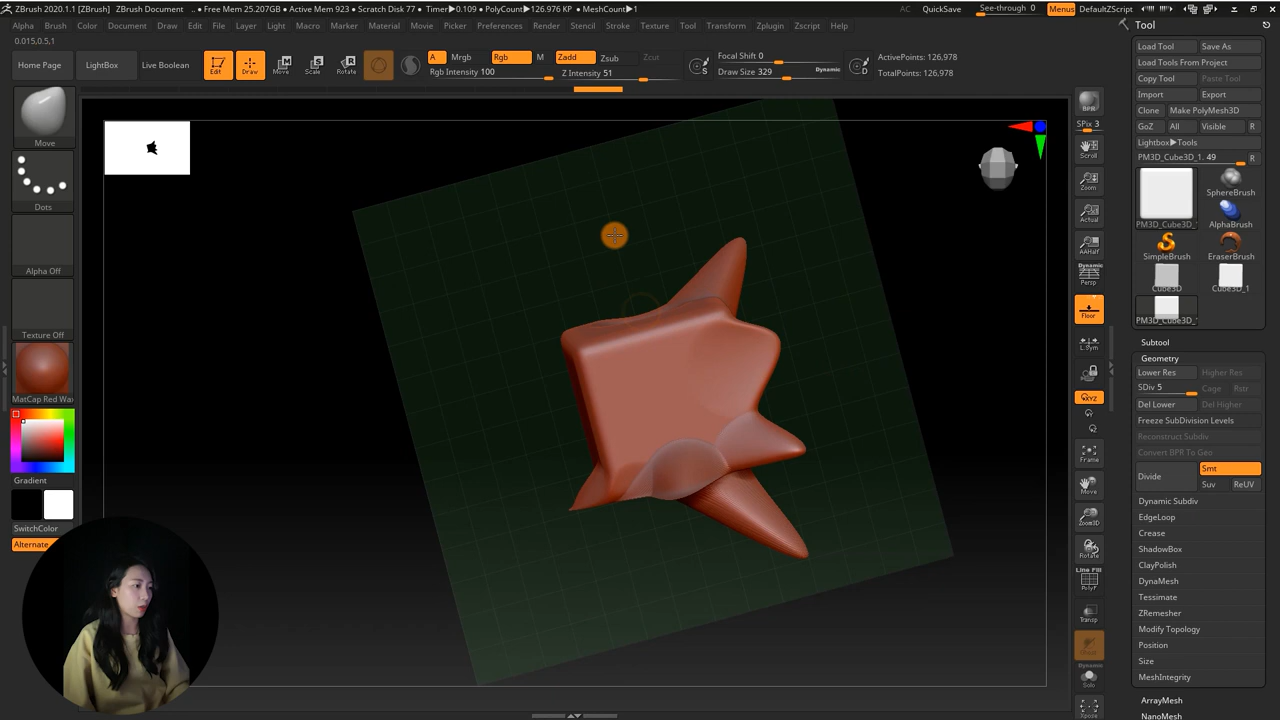 ZBrush 2020.1.1 [ZBrush] ZBrush Document .. ● Free Mem 25.207GB ● Active Mem 923 ● Scratch Disk 77 ● Timer▶0.109 ● PolyCount▶126.976 KP ● MeshCount▶1 AC QuickSave See-through 0 Menus DefaultZScript
Alpha Brush Color Document Draw Edit File Layer Light Macro Marker Material Movie Picker Preferences Render Stencil Stroke Texture Tool Transform Zplugin Zscript Help
0.015,0.5,1
Home Page LightBox Live Boolean Edit Draw Move Scale Rotate
A Mrgb Rgb M Zadd Zsub Zcut
Rgb Intensity 100 Z Intensity 51
S Focal Shift 0
Draw Size 329 Dynamic
D ActivePoints: 126,978
TotalPoints: 126,978
Move
Dots
Alpha Off
Texture Off
MatCap Red Wax
Gradient
SwitchColor
Alternate
BPR
SPix 3
Scroll
Zoom
Actual
AAHalf
Dynamic
Persp
Floor
L.Sym
XYZ
Frame
Move
Zoom3D
Rotate
Line Fill
PolyF
Transp
Ghost
Dynamic
Solo
Xpose
Tool
Load Tool Save As
Load Tools From Project
Copy Tool Paste Tool
Import Export
Clone Make PolyMesh3D
GoZ All Visible R
Lightbox▶Tools
PM3D_Cube3D_1. 49 R
SphereBrush
PM3D_Cube3D_ AlphaBrush
SimpleBrush EraserBrush
Cube3D Cube3D_1
PM3D_Cube3D_
Subtool
Geometry
Lower Res Higher Res
SDiv 5 Cage Rstr
Del Lower Del Higher
Freeze SubDivision Levels
Reconstruct Subdiv
Convert BPR To Geo
Divide Smt
Suv ReUV
Dynamic Subdiv
EdgeLoop
Crease
ShadowBox
ClayPolish
DynaMesh
Tessimate
ZRemesher
Modify Topology
Position
Size
MeshIntegrity
ArrayMesh
NanoMesh